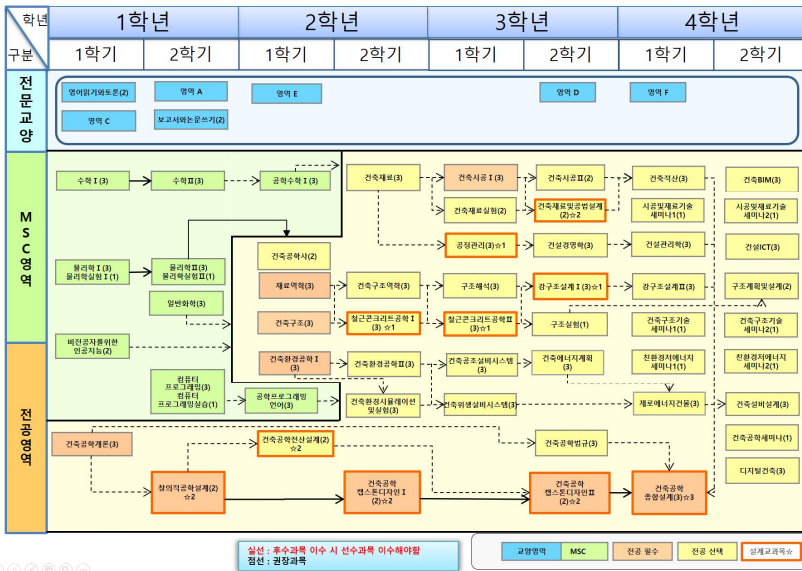 학년
구분
1학년
2학년
3학년
4학년
1학기
2학기
1학기
2학기
1학기
2학기
1학기
2학기
전문교양
영어읽기와토론(2)
영역 A
영역 E
영역 D
영역 F
영역 C
보고서와논문쓰기(2)
MSC영역
수학 I (3)
수학II (3)
공학수학 I (3)
건축재료(3)
건축시공 I (3)
건축시공II(2)
건축적산(3)
건축BIM(3)
건축재료실험(2)
건축재료및공법설계
(2)☆2
시공및재료기술
세미나1(1)
시공및재료기술
세미나2(1)
공정관리(3)☆1
건설경영학(3)
건설관리학(3)
건설ICT(3)
건축공학사(2)
물리학 I (3)
물리학실험 I (1)
물리학II(3)
물리학실험II(1)
재료역학(3)
건축구조역학(3)
구조해석(3)
강구조설계 I (3)☆1
강구조설계II(3)
구조계획및설계(2)
일반화학(3)
건축구조(3)
철근콘크리트공학 I
(3) ☆1
철근콘크리트공학II
(3)☆1
구조실험(1)
건축구조기술
세미나1(1)
건축구조기술
세미나2(1)
비전공자를위한
인공지능(2)
건축환경공학 I
(3)
건축환경공학II(3)
건축공조설비시스템
(3)
건축에너지계획
(3)
친환경저에너지
세미나1(1)
친환경저에너지
세미나2(1)
전공영역
컴퓨터
프로그래밍(3)
컴퓨터
프로그래밍실습(1)
공학프로그래밍
언어(3)
건축환경시뮬레이션
및실험(3)
건축위생설비시스템(3)
제로에너지건물(3)
건축설비설계(3)
건축공학개론(3)
건축공학전산설계(2)
☆2
건축공학법규(3)
건축공학세미나(1)
디지털건축(3)
창의적공학설계(2)
☆2
건축공학
캡스톤디자인 I
(2)☆2
건축공학
캡스톤디자인II
(2)☆2
건축공학
종합설계(3)☆3
실선 : 후수과목 이수 시 선수과목 이수해야함
점선 : 권장과목
교양영역
MSC
전공 필수
전공 선택
설계교과목☆